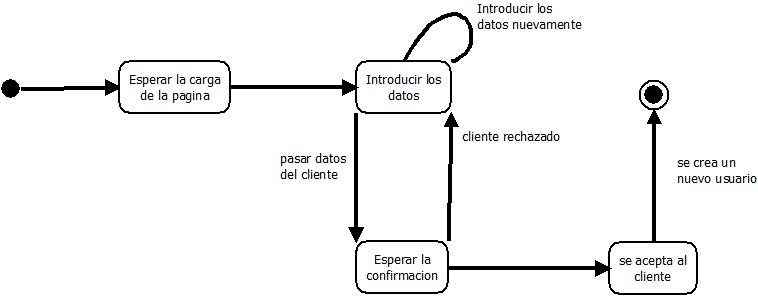 Introducir los
datos nuevamente
Esperar la carga
de la pagina
Introducir los
datos
pasar datos
del cliente
cliente rechazado
se crea un
nuevo usuario
Esperar la
confirmacion
se acepta al
cliente